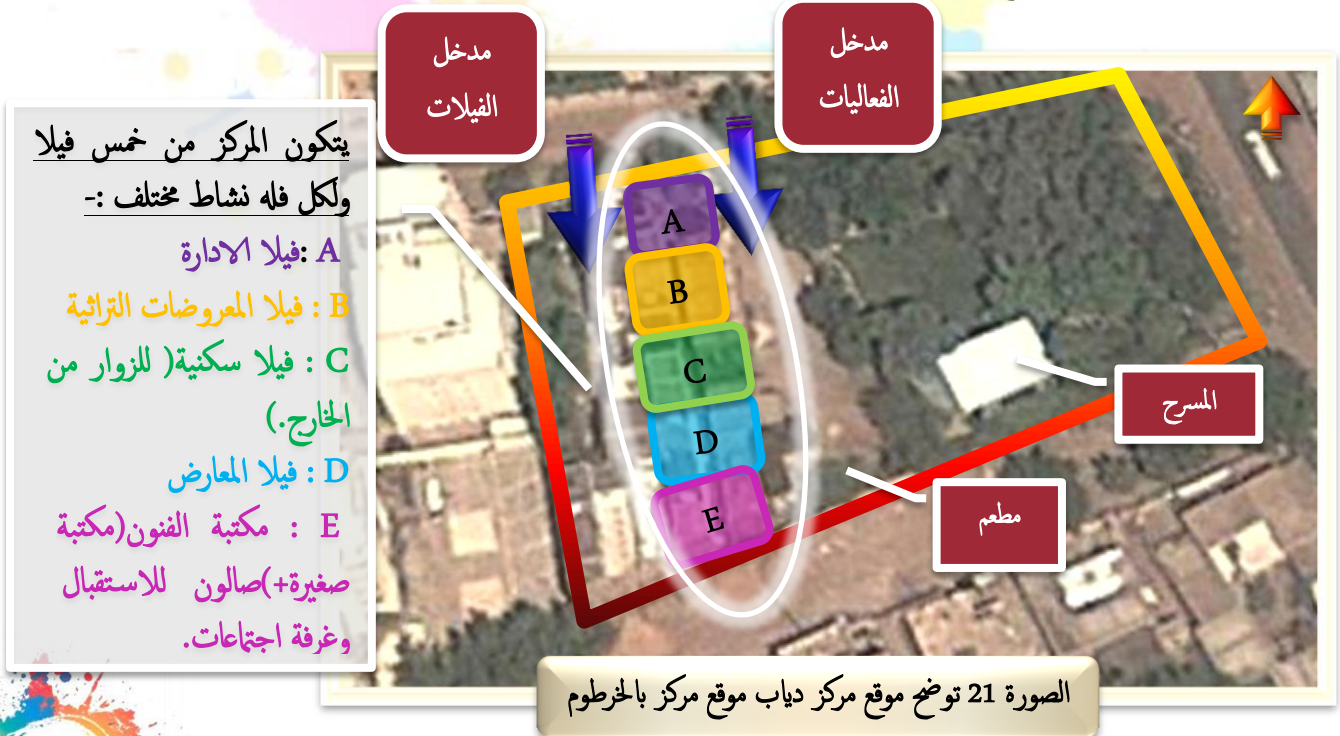 مدخل
الفيلات
مدخل
الفعاليات
يتكون المركز من خمس فيلا
ولكل فله نشاط مختلف :-
A :فيلا الادارة
B : فيلا المعروضات التراثية
C : فيلا سكنية( للزوار من
الخارج.)
D : فيلا المعارض
E : مكتبة الفنون(مكتبة
صغيرة+)صالون للاستقبال
وغرفة اجتماعات.
A
B
C
D
E
المسرح
مطعم
الصورة 21 توضح موقع مركز دياب موقع مركز بالخرطوم